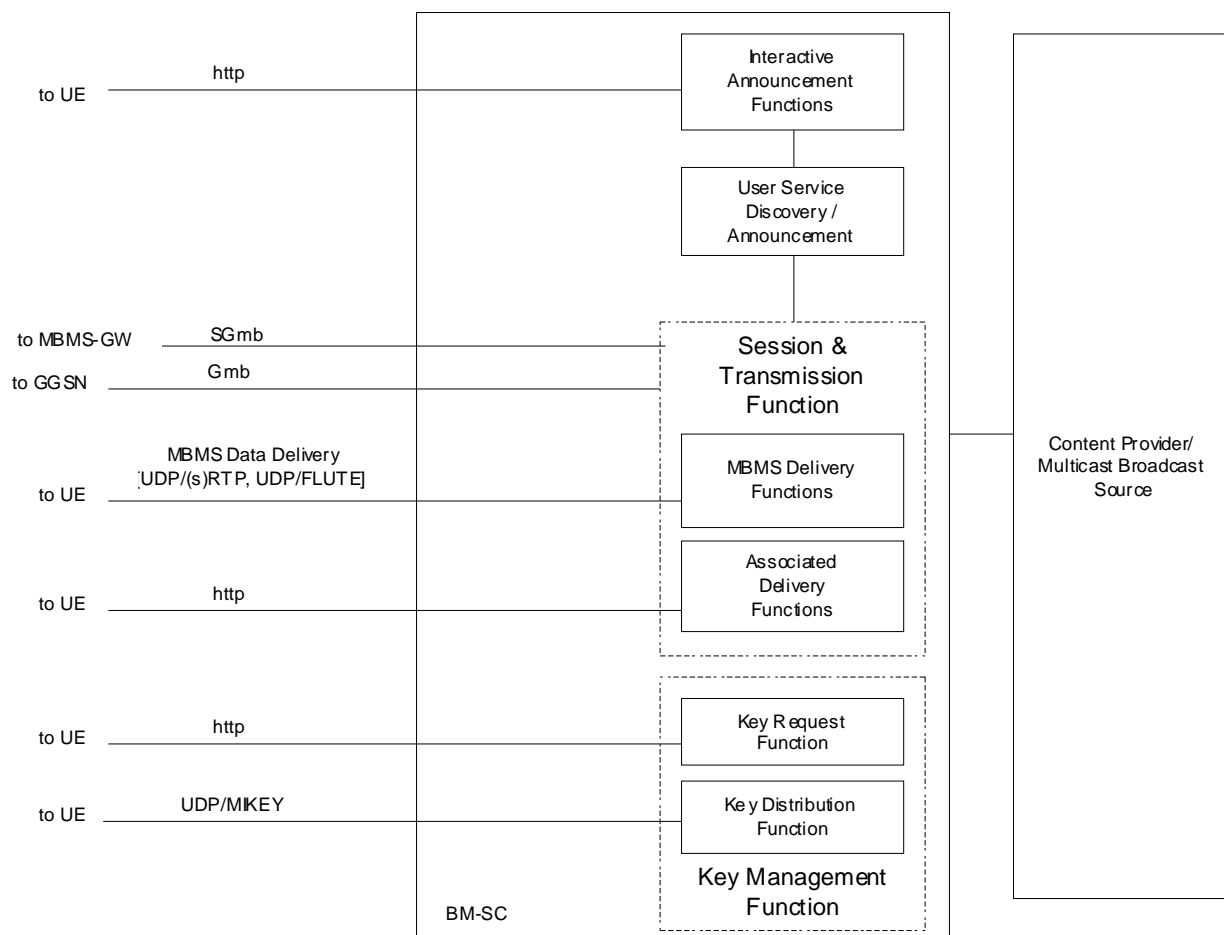 Interactive
Announcement
Functions
http
to UE
User Service
Discovery /
Announcement
to MBMS-GW
SGmb
to GGSN
Gmb
Session &
Transmission
Function
MBMS Data Delivery
[UDP/(s)RTP, UDP/FLUTE]
to UE
MBMS Delivery
Functions
Content Provider/
Multicast Broadcast
Source
Associated
Delivery
Functions
http
to UE
Key Request
Function
http
to UE
UDP/MIKEY
to UE
Key Distribution
Function
Key Management
Function
BM-SC